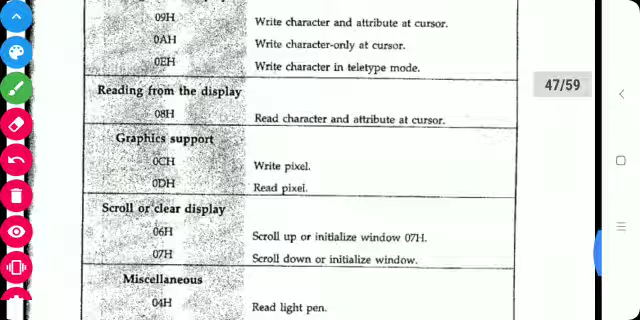 09H Write character and attribute at cursor.
0AH Write character-only at cursor.
0EH Write character in teletype mode.
Reading from the display
08H Read character and attribute at cursor.
Graphics support
0CH Write pixel.
0DH Read pixel.
Scroll or clear display
06H Scroll up or initialize window 07H.
07H Scroll down or initialize window.
Miscellaneous
04H Read light pen.
47/59